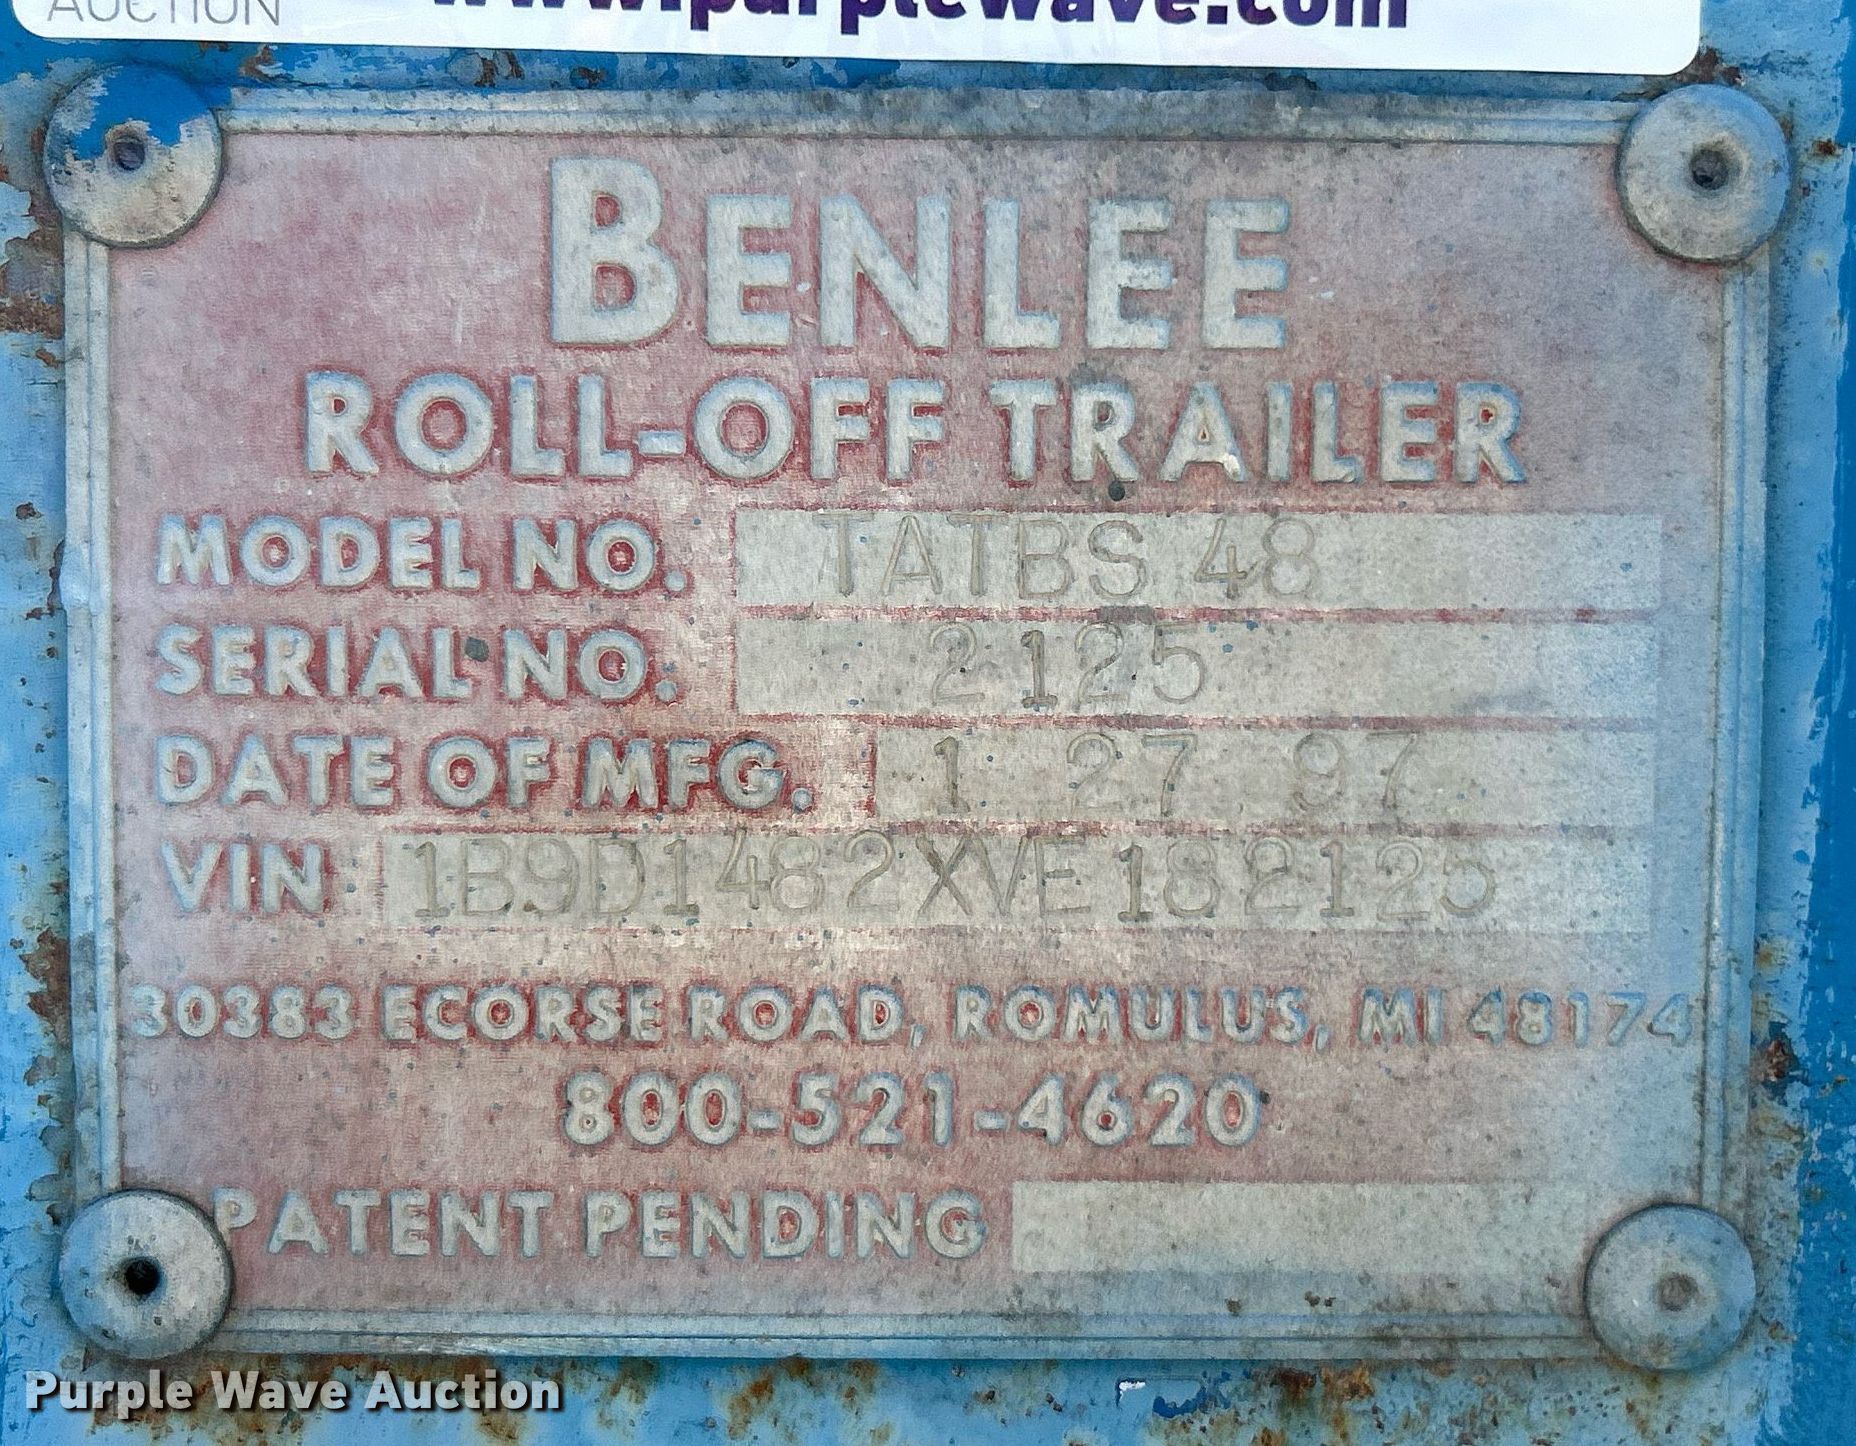 AUCTION www.purplewave.com
BENLEE
ROLL-OFF TRAILER
MODEL NO. TATBS 48
SERIAL NO. 2125
DATE OF MFG. 1 27 97
VIN 1B9D1482XVE182125
30383 ECORSE ROAD, ROMULUS, MI 48174
800-521-4620
PATENT PENDING
Purple Wave Auction